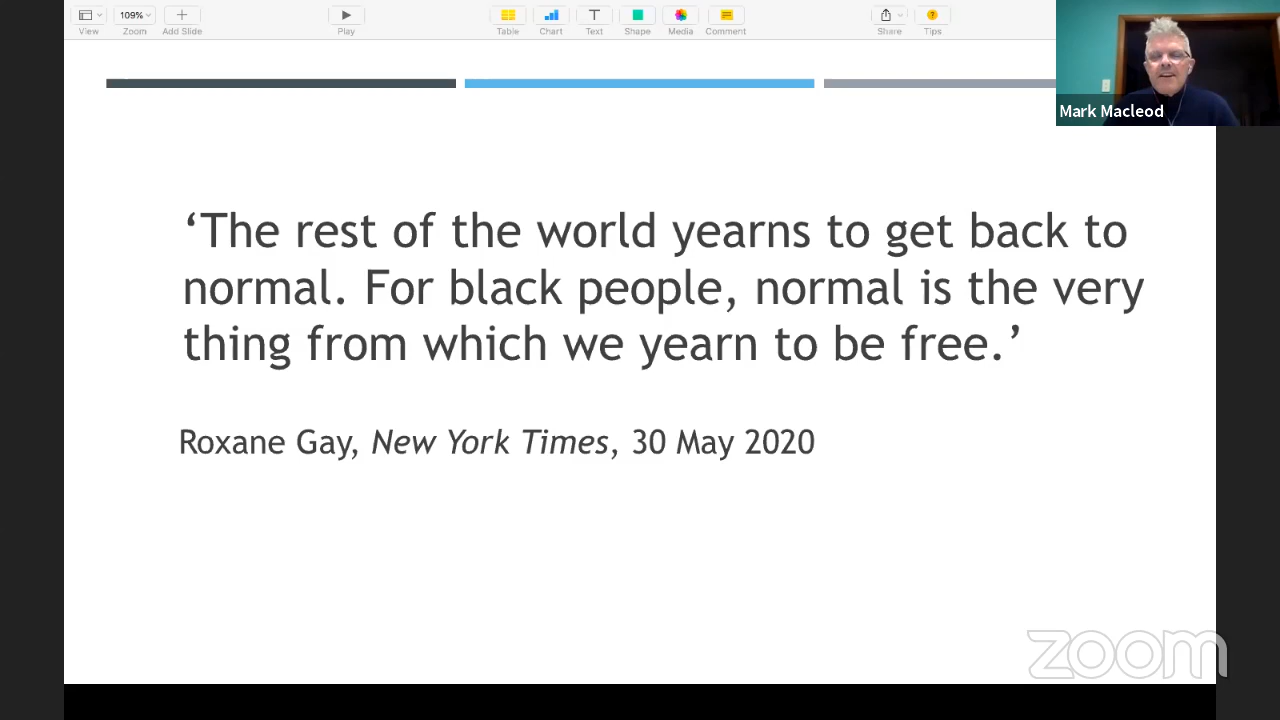 View
109%
Zoom
Add Slide
Play
Table
Chart
Text
Shape
Media
Comment
Share
Tips
Mark Macleod
‘The rest of the world yearns to get back to
normal. For black people, normal is the very
thing from which we yearn to be free.’
Roxane Gay, New York Times, 30 May 2020
zoom